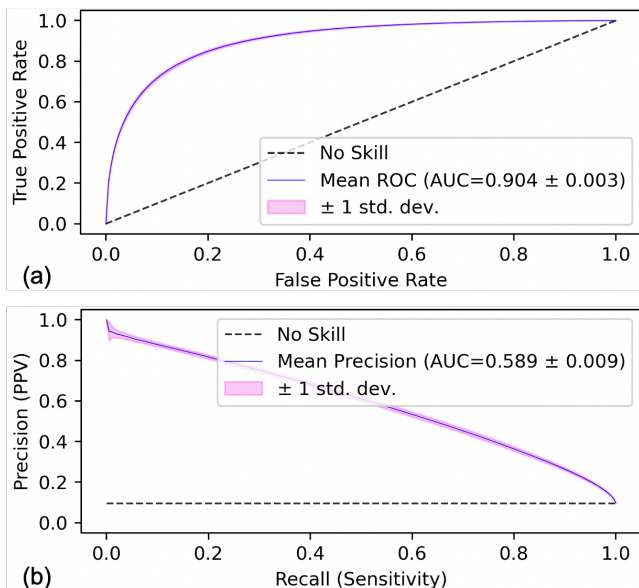 1.0
0.8
0.6
0.4
0.2
0.0
True Positive Rate
No Skill
Mean ROC (AUC=0.904 ± 0.003)
± 1 std. dev.
0.0 0.2 0.4 0.6 0.8 1.0
False Positive Rate
(a)
1.0
0.8
0.6
0.4
0.2
0.0
Precision (PPV)
No Skill
Mean Precision (AUC=0.589 ± 0.009)
± 1 std. dev.
0.0 0.2 0.4 0.6 0.8 1.0
Recall (Sensitivity)
(b)